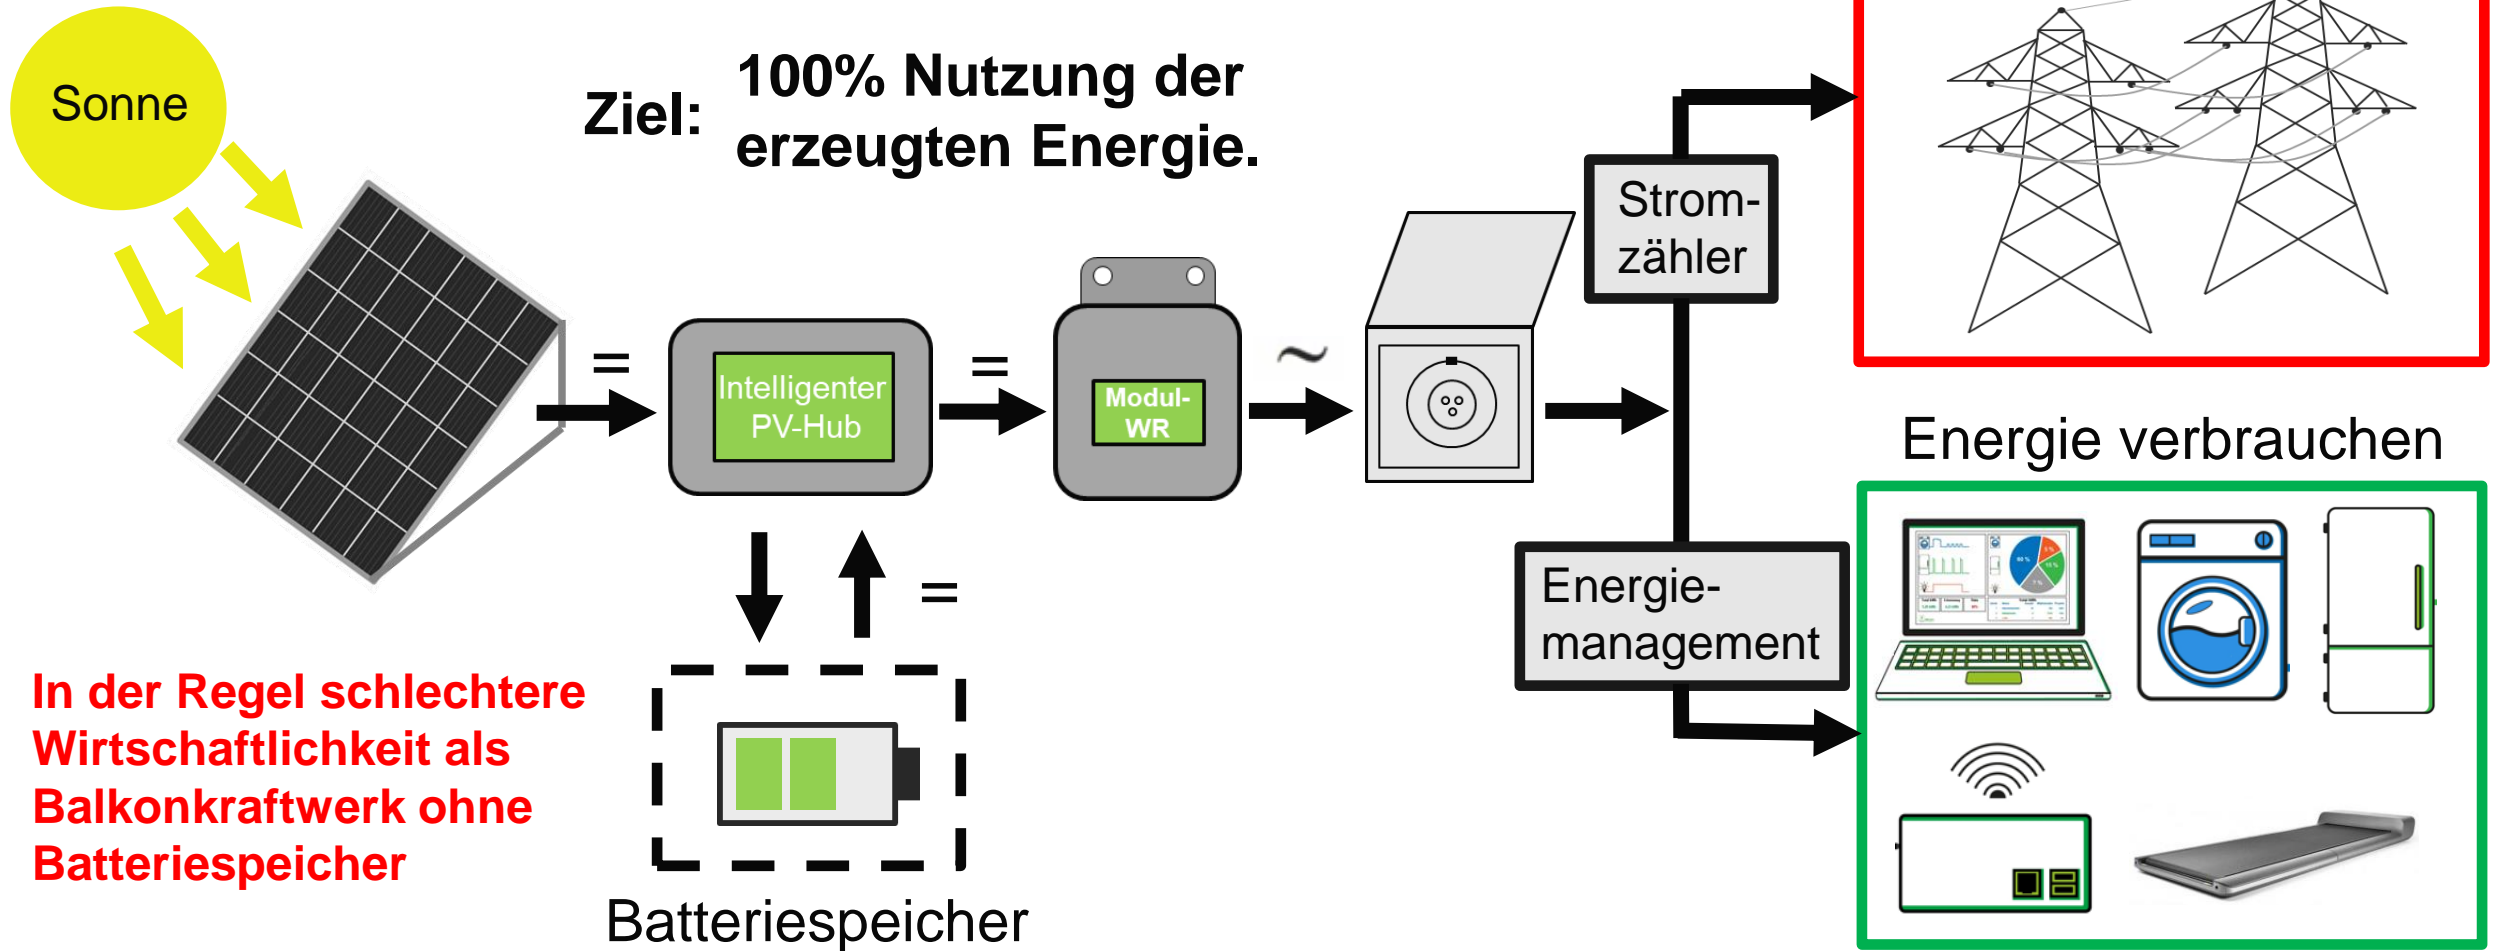 Sonne
Ziel:
100% Nutzung der
erzeugten Energie.
Strom-
zähler
=
Intelligenter
PV-Hub
=
Modul-
WR
~
Energie verbrauchen
=
Energie-
management
In der Regel schlechtere
Wirtschaftlichkeit als
Balkonkraftwerk ohne
Batteriespeicher
Batteriespeicher